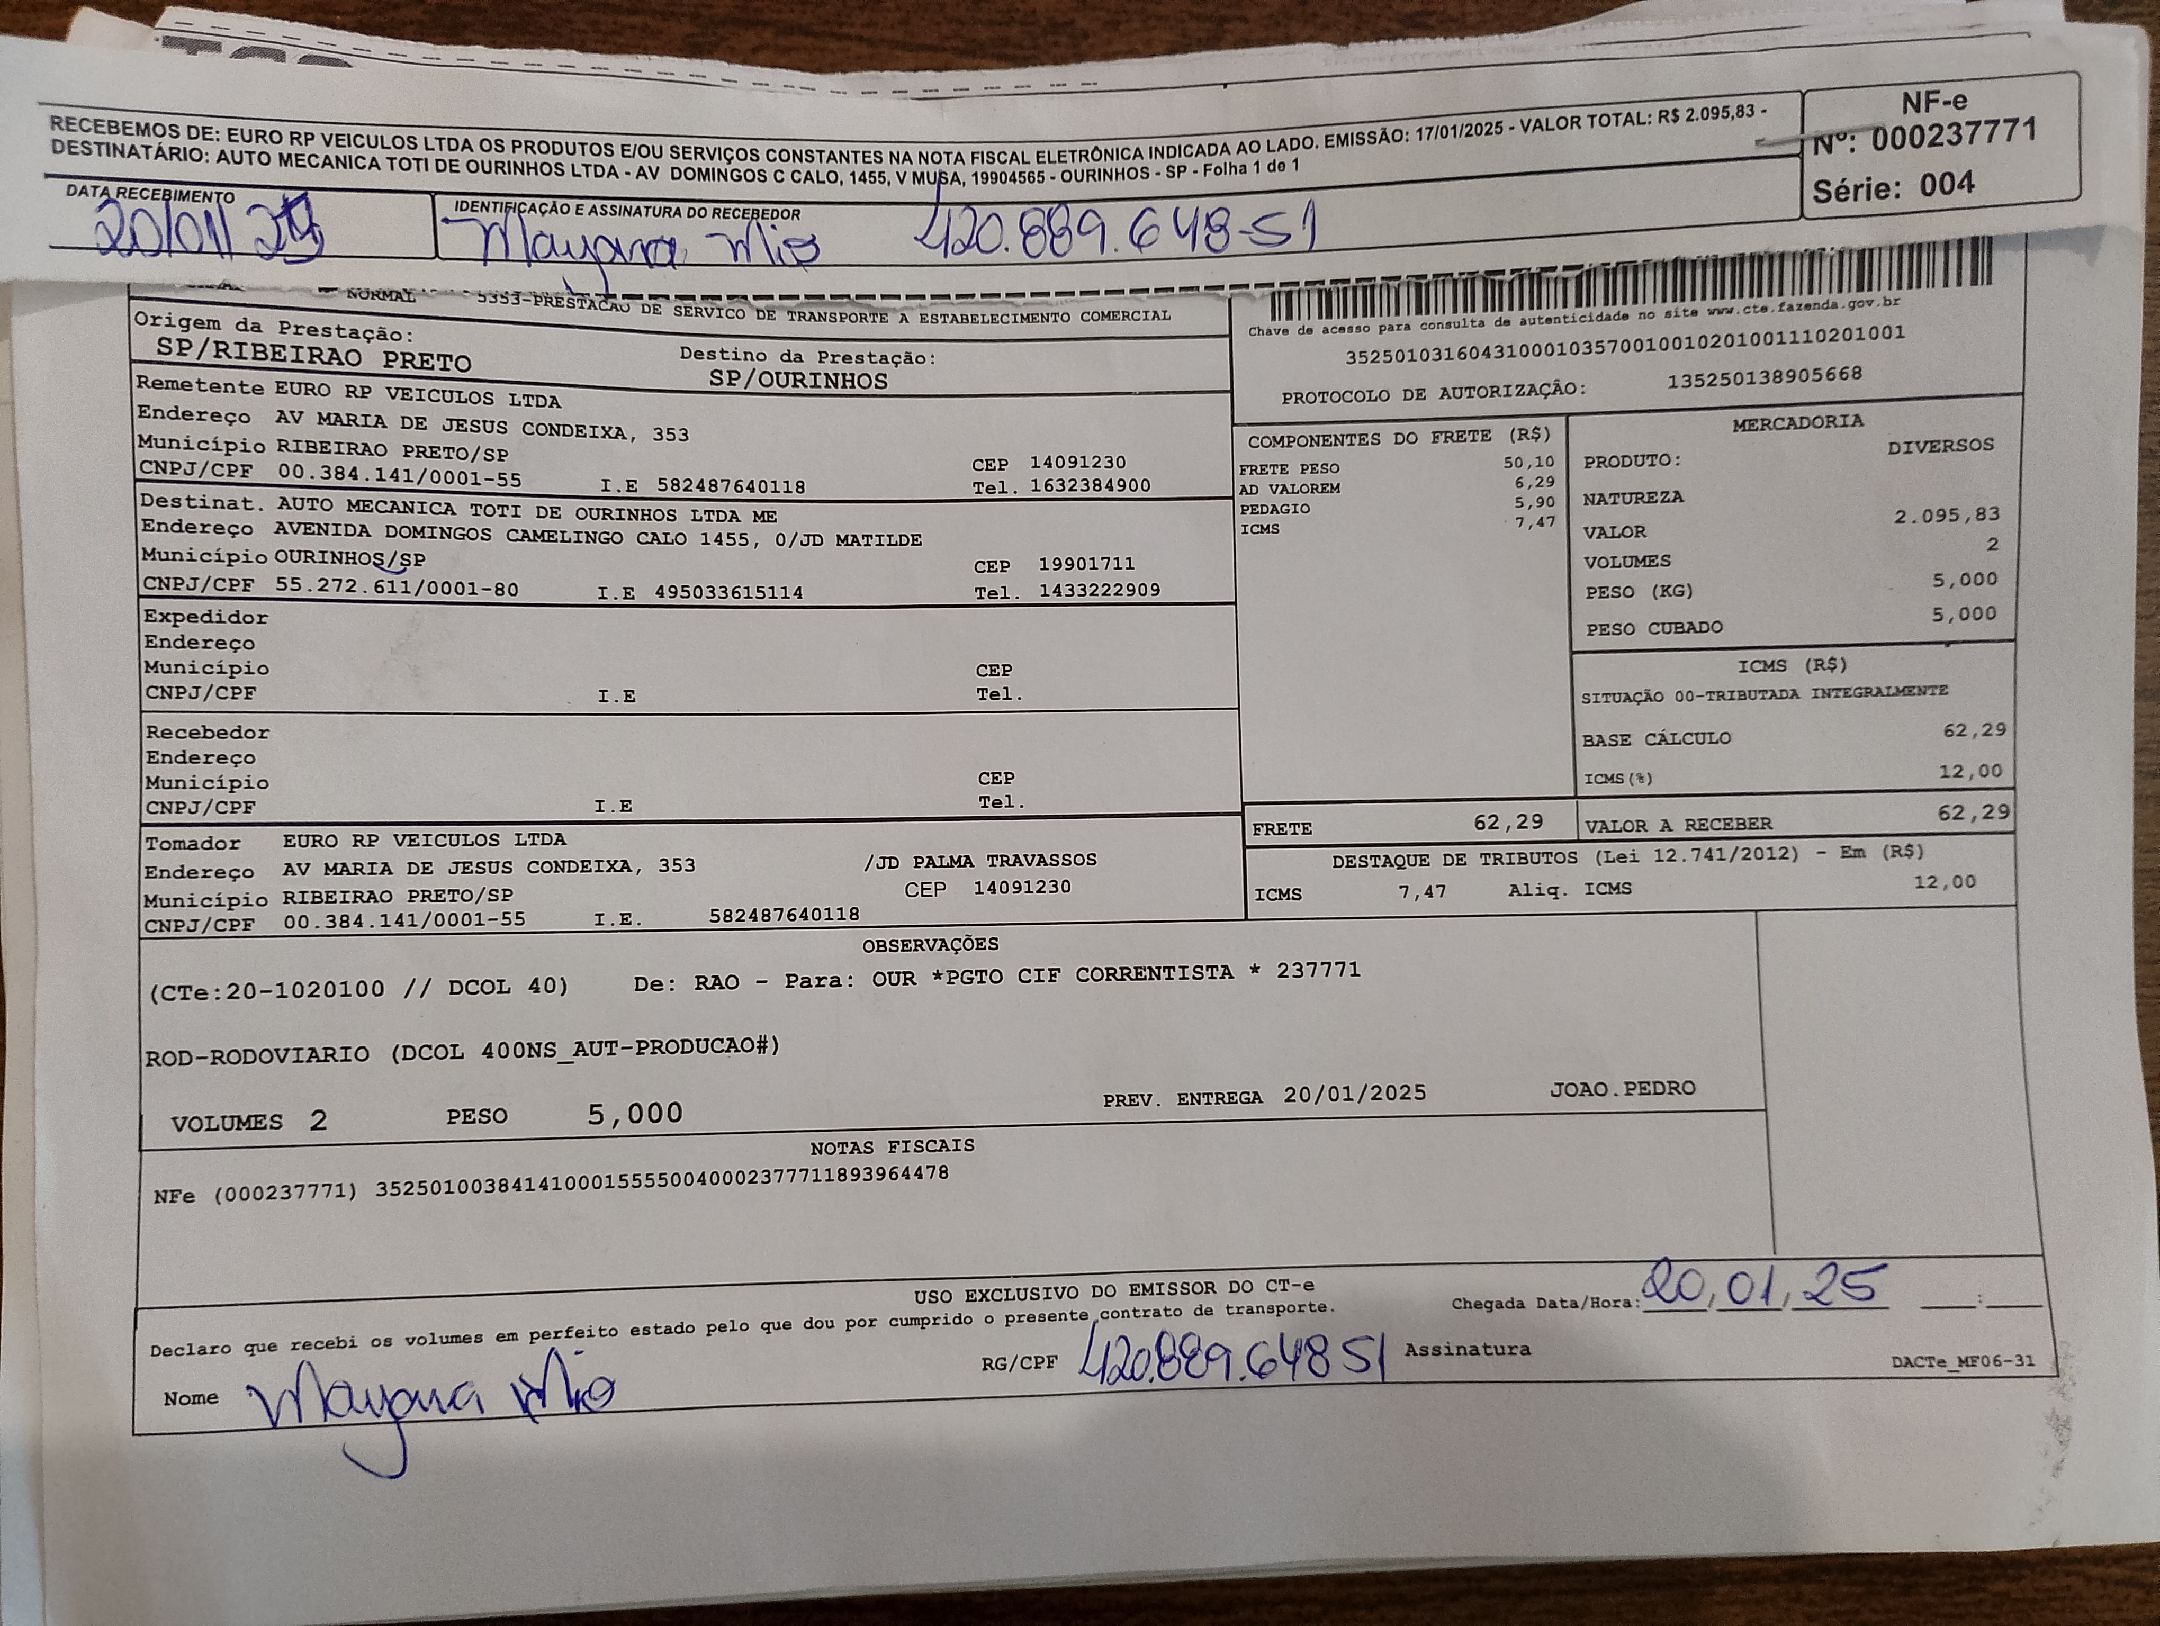 RECEBEMOS DE: EURO RP VEICULOS LTDA OS PRODUTOS E/OU SERVIÇOS CONSTANTES NA NOTA FISCAL ELETRÔNICA INDICADA AO LADO. EMISSÃO: 17/01/2025 - VALOR TOTAL: R$ 2.095,83 -
DESTINATÁRIO: AUTO MECANICA TOTI DE OURINHOS LTDA - AV DOMINGOS C CALO, 1455, V MUSA, 19904565 - OURINHOS - SP - Folha 1 de 1
NF-e
Nº: 000237771
Série: 004
DATA RECEBIMENTO
20/01/25
IDENTIFICAÇÃO E ASSINATURA DO RECEBEDOR
Mayara Mio 420.889.648-51
NORMAL 5353-PRESTACAO DE SERVICO DE TRANSPORTE A ESTABELECIMENTO COMERCIAL
Chave de acesso para consulta de autenticidade no site www.cte.fazenda.gov.br
35250103160431000103570010010201001110201001
PROTOCOLO DE AUTORIZAÇÃO: 135250138905668
Origem da Prestação:
SP/RIBEIRAO PRETO
Destino da Prestação:
SP/OURINHOS
Remetente EURO RP VEICULOS LTDA
Endereço AV MARIA DE JESUS CONDEIXA, 353
Município RIBEIRAO PRETO/SP CEP 14091230
CNPJ/CPF 00.384.141/0001-55 I.E 582487640118 Tel. 1632384900
Destinat. AUTO MECANICA TOTI DE OURINHOS LTDA ME
Endereço AVENIDA DOMINGOS CAMELINGO CALO 1455, 0/JD MATILDE
Município OURINHOS/SP CEP 19901711
CNPJ/CPF 55.272.611/0001-80 I.E 495033615114 Tel. 1433222909
Expedidor
Endereço
Município CEP
CNPJ/CPF I.E Tel.
Recebedor
Endereço
Município CEP
CNPJ/CPF I.E Tel.
Tomador EURO RP VEICULOS LTDA
Endereço AV MARIA DE JESUS CONDEIXA, 353 /JD PALMA TRAVASSOS
Município RIBEIRAO PRETO/SP CEP 14091230
CNPJ/CPF 00.384.141/0001-55 I.E. 582487640118
COMPONENTES DO FRETE (R$)
FRETE PESO 50,10
AD VALOREM 6,29
PEDAGIO 5,90
ICMS 7,47
MERCADORIA
PRODUTO: DIVERSOS
NATUREZA
VALOR 2.095,83
VOLUMES 2
PESO (KG) 5,000
PESO CUBADO 5,000
ICMS (R$)
SITUAÇÃO 00-TRIBUTADA INTEGRALMENTE
BASE CÁLCULO 62,29
ICMS(%) 12,00
FRETE 62,29 VALOR A RECEBER 62,29
DESTAQUE DE TRIBUTOS (Lei 12.741/2012) - Em (R$)
ICMS 7,47 Aliq. ICMS 12,00
OBSERVAÇÕES
(CTe:20-1020100 // DCOL 40) De: RAO - Para: OUR *PGTO CIF CORRENTISTA * 237771
ROD-RODOVIARIO (DCOL 400NS_AUT-PRODUCAO#)
VOLUMES 2 PESO 5,000 PREV. ENTREGA 20/01/2025 JOAO.PEDRO
NOTAS FISCAIS
NFe (000237771) 35250100384141000155550040002377711893964478
USO EXCLUSIVO DO EMISSOR DO CT-e
Declaro que recebi os volumes em perfeito estado pelo que dou por cumprido o presente contrato de transporte.
Chegada Data/Hora: 20/01/25 __:__
Nome Mayara Mio RG/CPF 420.889.648 51 Assinatura
DACTe_MF06-31